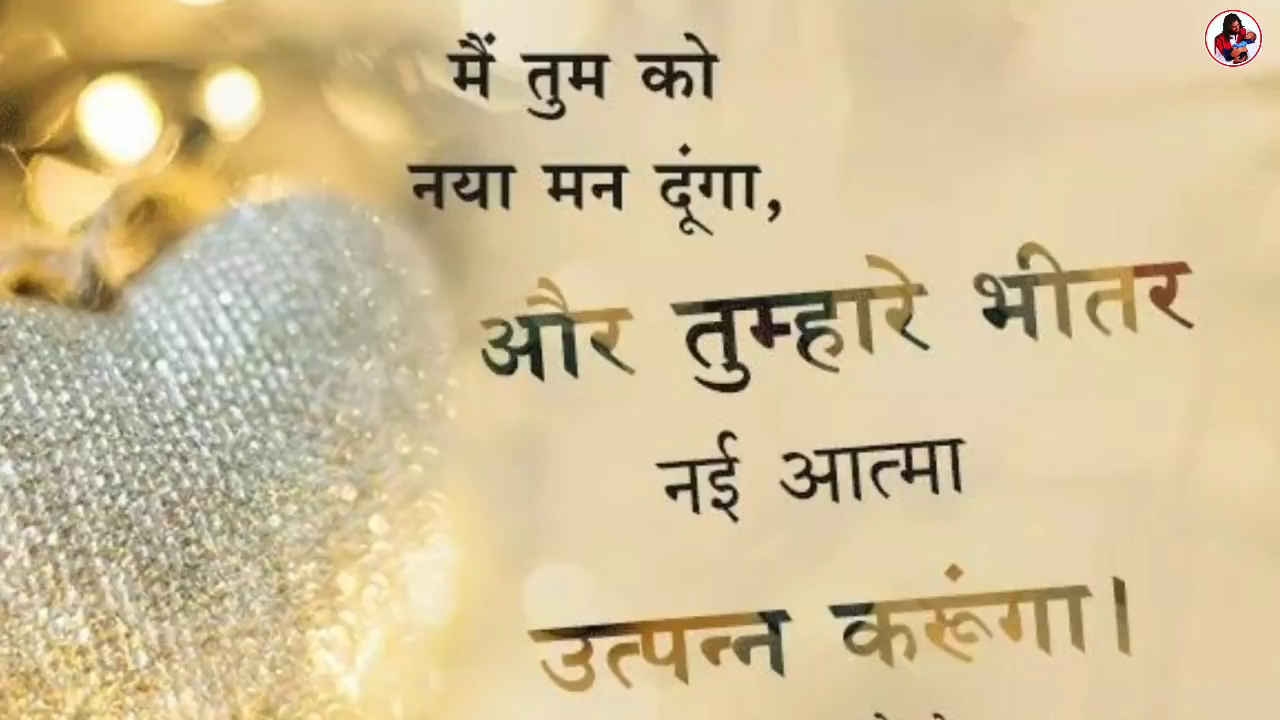 मैं तुम को
नया मन दूंगा,
और तुम्हारे भीतर
नई आत्मा
उत्पन्न करूंगा।